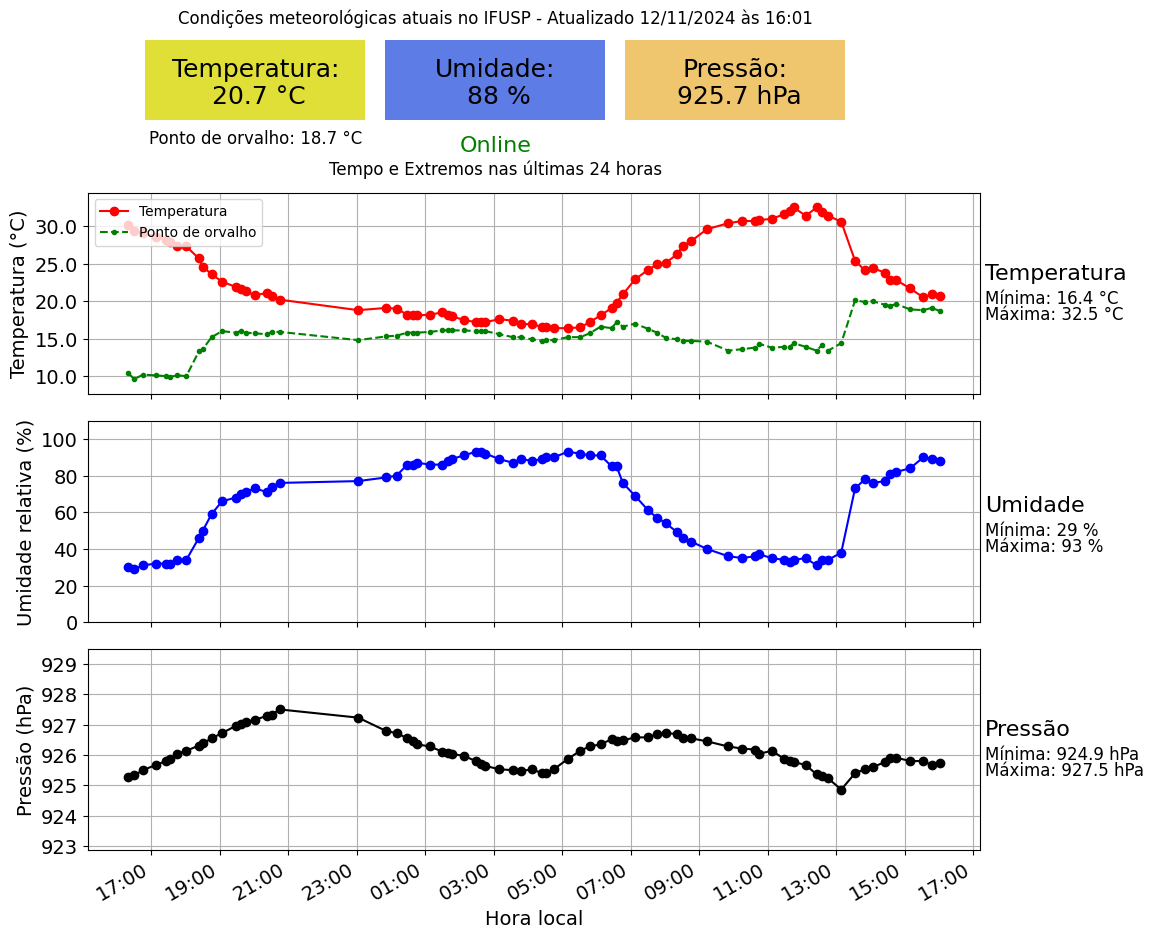 Condições meteorológicas atuais no IFUSP - Atualizado 12/11/2024 às 16:01
Temperatura:
20.7 °C
Umidade:
88 %
Pressão:
925.7 hPa
Ponto de orvalho: 18.7 °C
Online
Tempo e Extremos nas últimas 24 horas
Temperatura (°C)
30.0
25.0
20.0
15.0
10.0
Temperatura
Ponto de orvalho
Temperatura
Mínima: 16.4 °C
Máxima: 32.5 °C
Umidade relativa (%)
100
80
60
40
20
0
Umidade
Mínima: 29 %
Máxima: 93 %
Pressão (hPa)
929
928
927
926
925
924
923
Pressão
Mínima: 924.9 hPa
Máxima: 927.5 hPa
17:00
19:00
21:00
23:00
01:00
03:00
05:00
07:00
09:00
11:00
13:00
15:00
17:00
Hora local